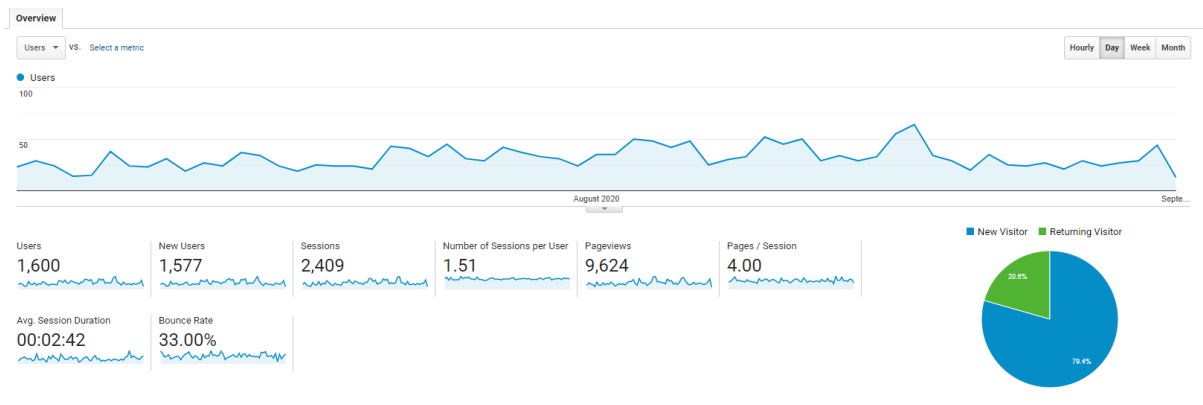 Overview
Users vs. Select a metric
Hourly Day Week Month
Users
100
50
August 2020 Septe...
New Visitor Returning Visitor
Users New Users Sessions Number of Sessions per User Pageviews Pages / Session
1,600 1,577 2,409 1.51 9,624 4.00
20.6%
Avg. Session Duration Bounce Rate
00:02:42 33.00%
79.4%